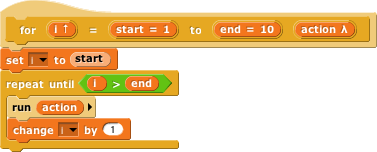 for i ↑ = start = 1 to end = 10 action λ
set i to start
repeat until i > end
run action
change i by 1